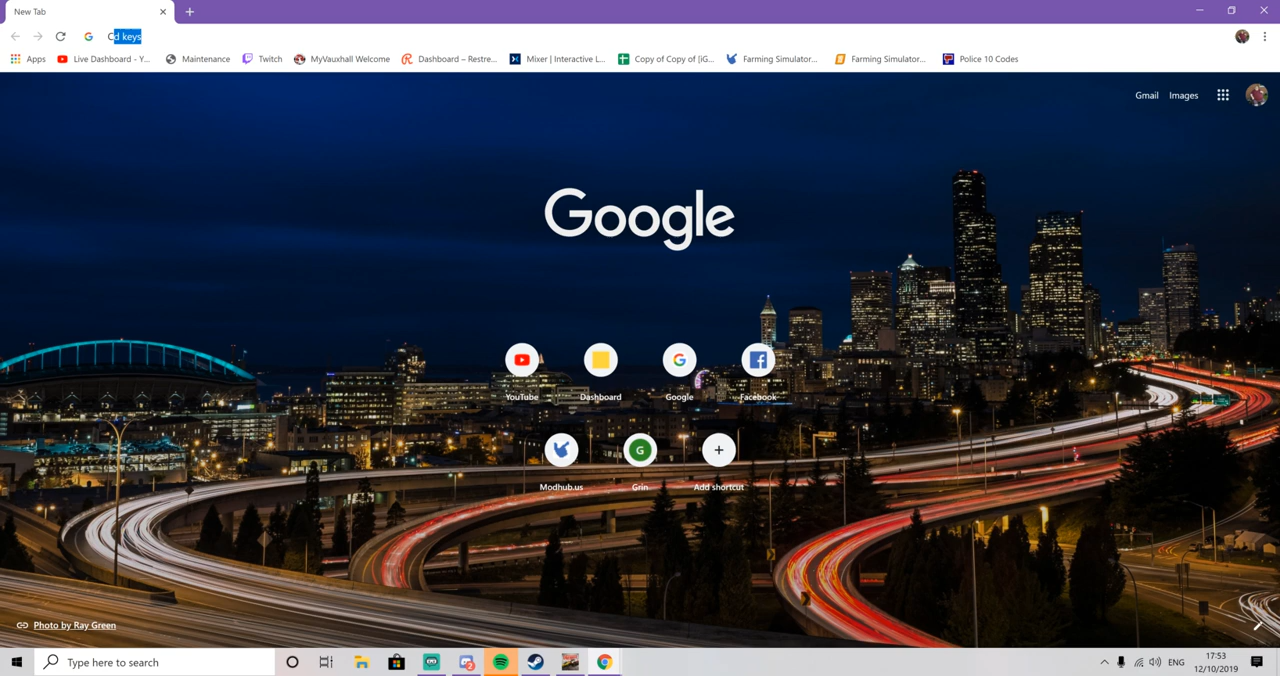 New Tab
Cd keys
Apps
Live Dashboard - Y...
Maintenance
Twitch
MyVauxhall Welcome
Dashboard – Restre...
Mixer | Interactive L...
Copy of Copy of [iG...
Farming Simulator...
Farming Simulator...
Police 10 Codes
Gmail
Images
Google
YouTube
Dashboard
Google
Facebook
G
Modhub.us
Grin
Add shortcut
Photo by Ray Green
Type here to search
2
ENG
17:53
12/10/2019